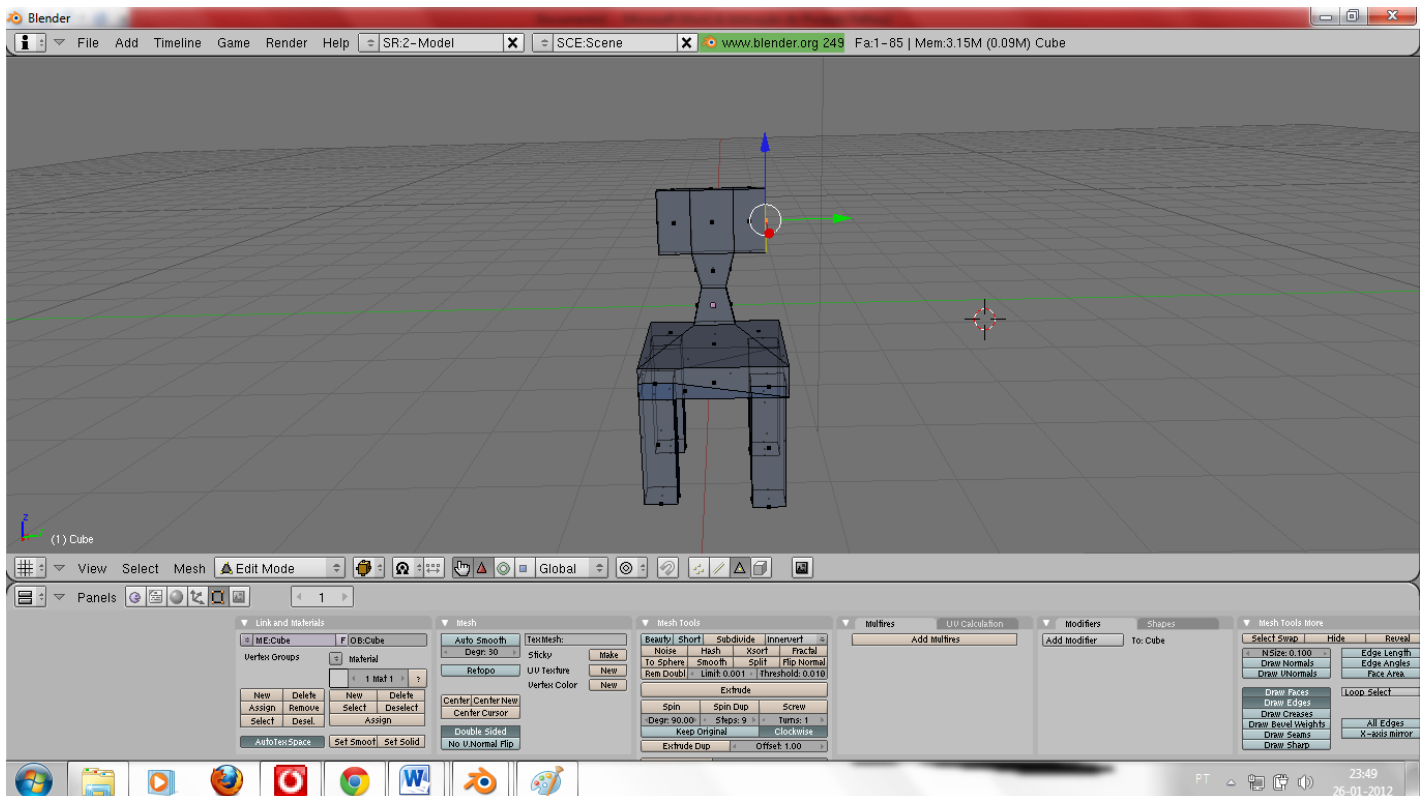 Blender
File Add Timeline Game Render Help SR:2-Model X SCE:Scene X www.blender.org 249 Fa:1-85 | Mem:3.15M (0.09M) Cube
z
(1) Cube
View Select Mesh Edit Mode Global
Panels 1
Link and Materials
ME:Cube F OB:Cube
Vertex Groups
Material
1 Mat 1 ?
New Delete New Delete
Assign Remove Select Deselect
Select Desel. Assign
AutoTexSpace Set Smoot Set Solid
Mesh
Auto Smooth TexMesh:
Degr: 30 Sticky Make
Retopo UV Texture New
Vertex Color New
Center Center New
Center Cursor
Double Sided
No V.Normal Flip
Mesh Tools
Beauty Short Subdivide Innervert
Noise Hash Xsort Fractal
To Sphere Smooth Split Flip Normal
Rem Doubl Limit: 0.001 Threshold: 0.010
Extrude
Spin Spin Dup Screw
Degr: 90.00 Steps: 9 Turns: 1
Keep Original Clockwise
Extrude Dup Offset: 1.00
Multires UV Calculation
Add Multires
Modifiers Shapes
Add Modifier To: Cube
Mesh Tools More
Select Swap Hide Reveal
NSize: 0.100 Edge Length
Draw Normals Edge Angles
Draw VNormals Face Area
Draw Faces Loop Select
Draw Edges
Draw Creases
Draw Bevel Weights All Edges
Draw Seams X-axis mirror
Draw Sharp
PT 23:49
26-01-2012